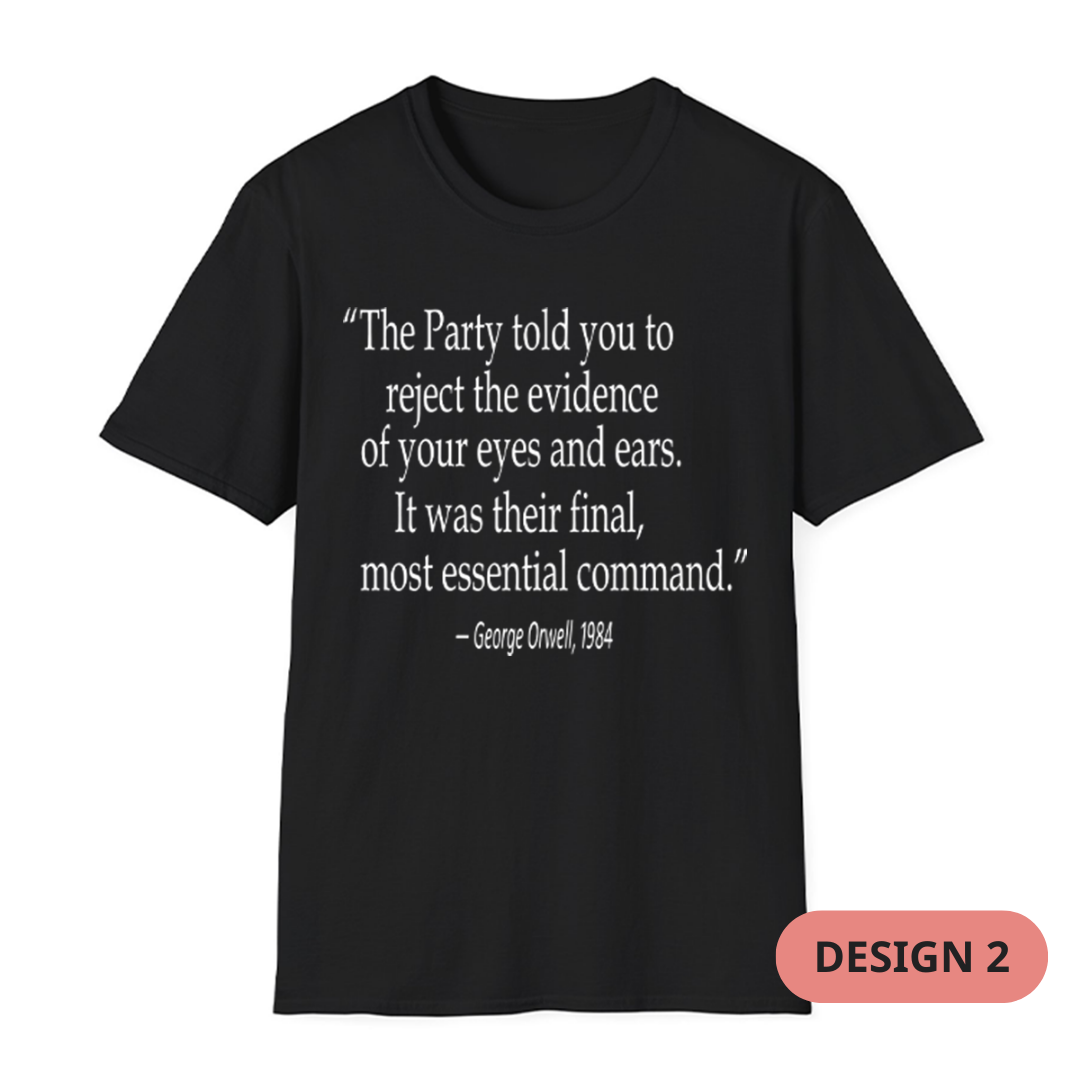 “The Party told you to
reject the evidence
of your eyes and ears.
It was their final,
most essential command.”
– George Orwell, 1984
DESIGN 2